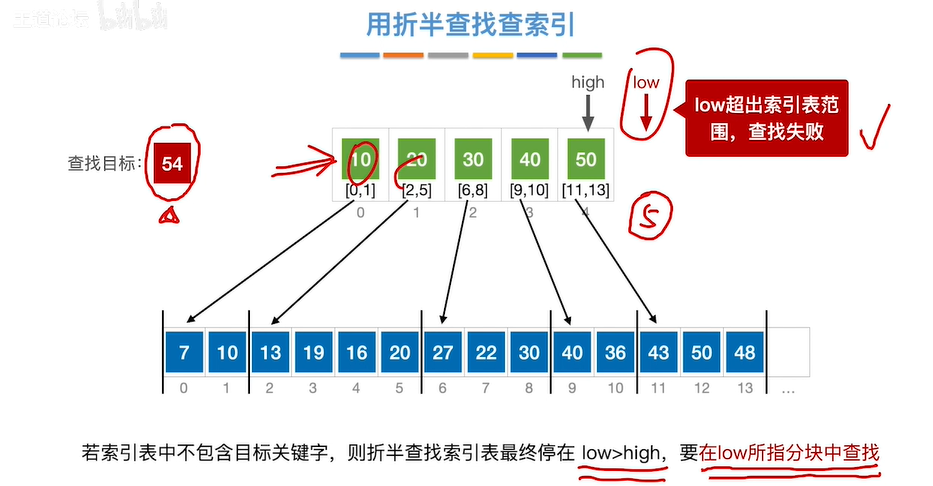 王道论坛 bilibili
用折半查找查索引
high low
low超出索引表范
围，查找失败
查找目标： 54
10 20 30 40 50
[0,1] [2,5] [6,8] [9,10] [11,13]
0 1 2 3 4
5
7 10 13 19 16 20 27 22 30 40 36 43 50 48
0 1 2 3 4 5 6 7 8 9 10 11 12 13 …
若索引表中不包含目标关键字，则折半查找索引表最终停在 low>high，要在low所指分块中查找